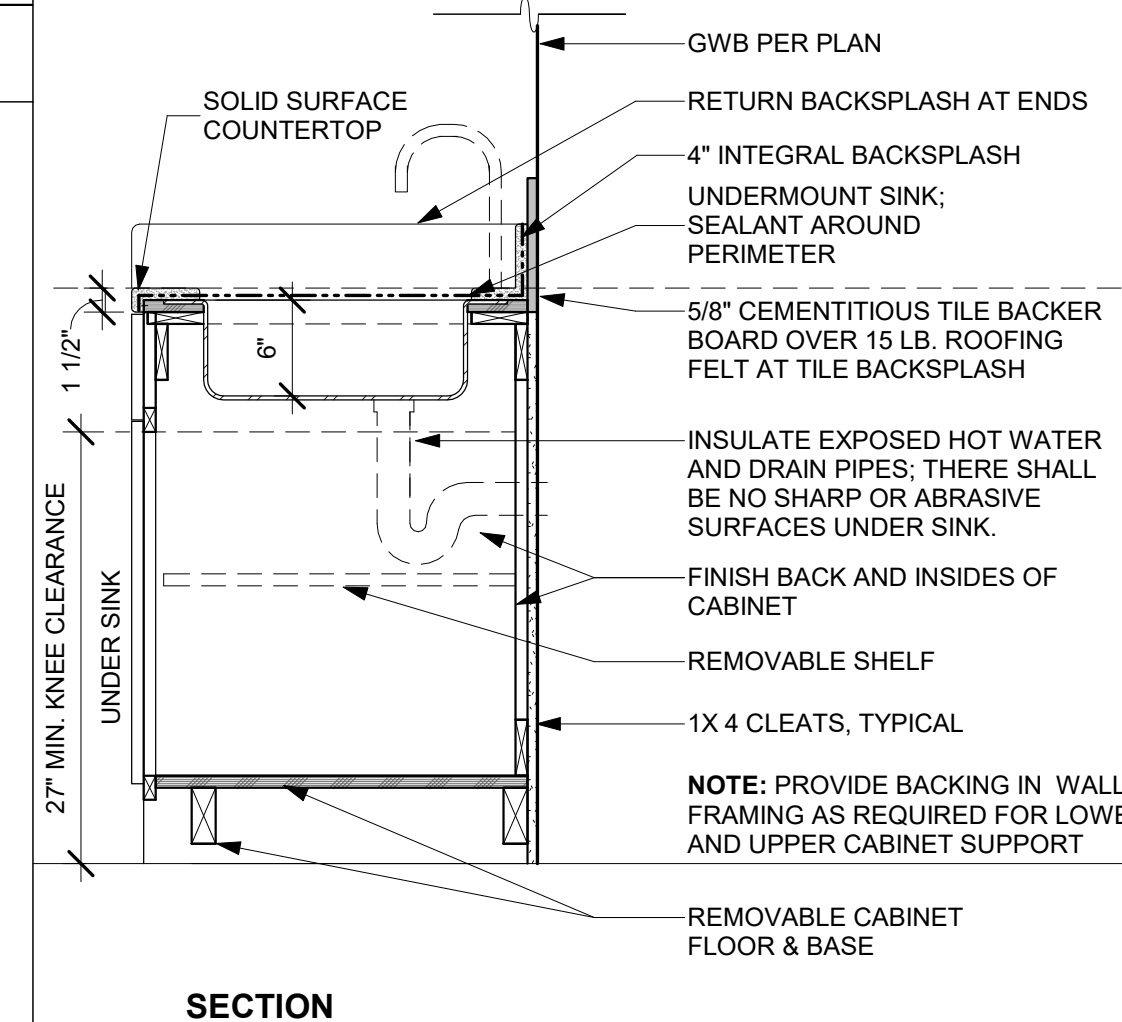 GWB PER PLAN
SOLID SURFACE
COUNTERTOP
RETURN BACKSPLASH AT ENDS
4" INTEGRAL BACKSPLASH
UNDERMOUNT SINK;
SEALANT AROUND
PERIMETER
5/8" CEMENTITIOUS TILE BACKER
BOARD OVER 15 LB. ROOFING
FELT AT TILE BACKSPLASH
1 1/2"
6"
INSULATE EXPOSED HOT WATER
AND DRAIN PIPES; THERE SHALL
BE NO SHARP OR ABRASIVE
SURFACES UNDER SINK.
27" MIN. KNEE CLEARANCE
UNDER SINK
FINISH BACK AND INSIDES OF
CABINET
REMOVABLE SHELF
1X 4 CLEATS, TYPICAL
NOTE: PROVIDE BACKING IN WALL
FRAMING AS REQUIRED FOR
AND UPPER CABINET SUPPORT
REMOVABLE CABINET
FLOOR & BASE
SECTION